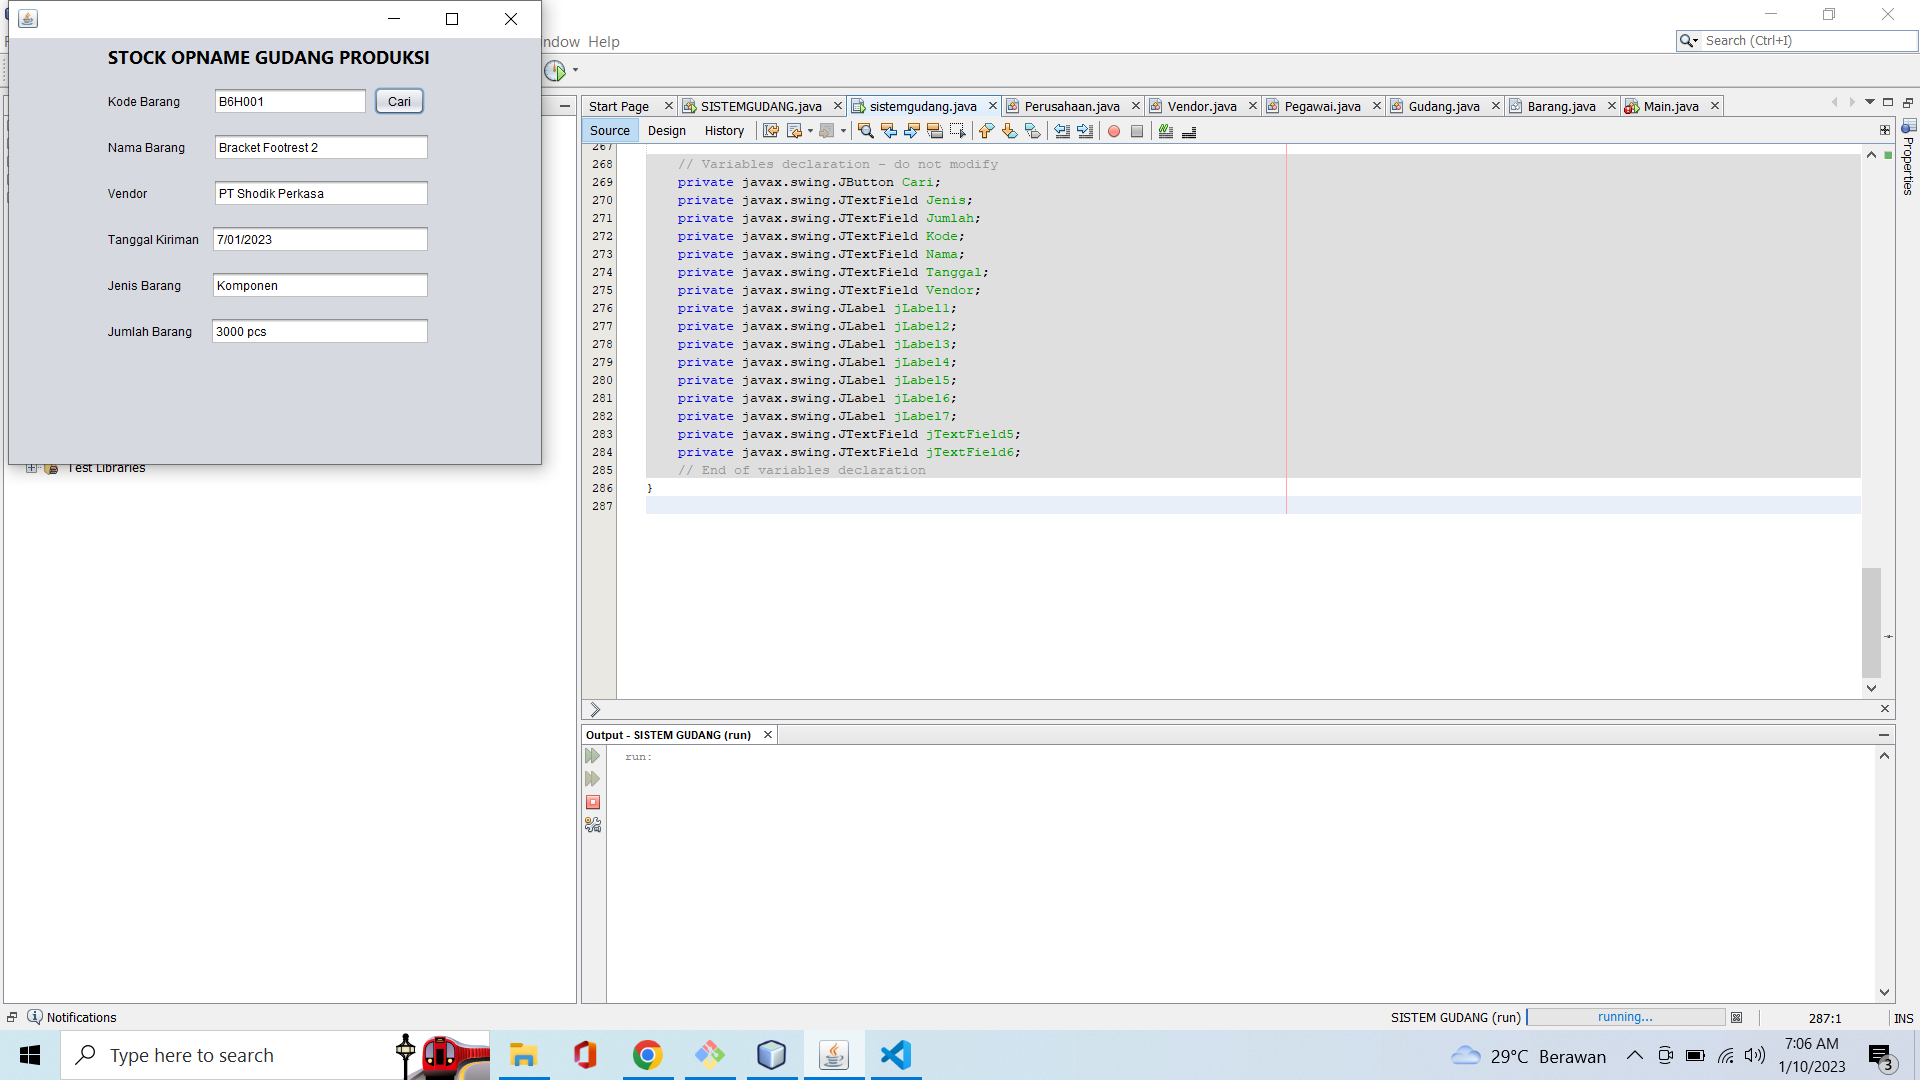 STOCK OPNAME GUDANG PRODUKSI
Kode Barang B6H001 Cari
Nama Barang Bracket Footrest 2
Vendor PT Shodik Perkasa
Tanggal Kiriman 7/01/2023
Jenis Barang Komponen
Jumlah Barang 3000 pcs
Test Libraries
ndow Help
Search (Ctrl+I)
Start Page SISTEMGUDANG.java sistemgudang.java Perusahaan.java Vendor.java Pegawai.java Gudang.java Barang.java Main.java
Source Design History
Properties
267
268 // Variables declaration - do not modify
269 private javax.swing.JButton Cari;
270 private javax.swing.JTextField Jenis;
271 private javax.swing.JTextField Jumlah;
272 private javax.swing.JTextField Kode;
273 private javax.swing.JTextField Nama;
274 private javax.swing.JTextField Tanggal;
275 private javax.swing.JTextField Vendor;
276 private javax.swing.JLabel jLabel1;
277 private javax.swing.JLabel jLabel2;
278 private javax.swing.JLabel jLabel3;
279 private javax.swing.JLabel jLabel4;
280 private javax.swing.JLabel jLabel5;
281 private javax.swing.JLabel jLabel6;
282 private javax.swing.JLabel jLabel7;
283 private javax.swing.JTextField jTextField5;
284 private javax.swing.JTextField jTextField6;
285 // End of variables declaration
286 }
287
Output - SISTEM GUDANG (run)
run:
Notifications
SISTEM GUDANG (run) running... 287:1 INS
Type here to search
29°C Berawan
7:06 AM
1/10/2023
3